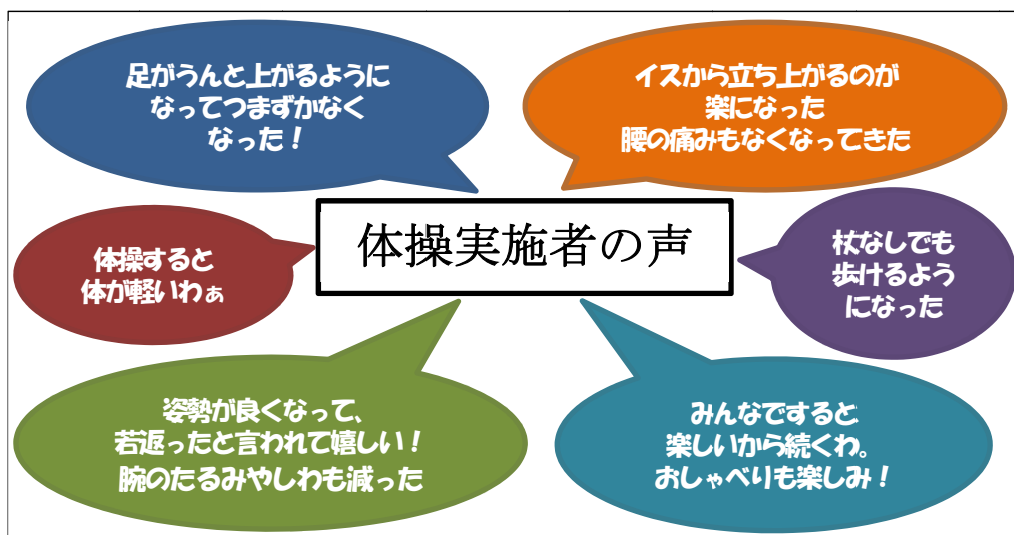 足がうんと上がるように
なってつまずかなく
なった！
イスから立ち上がるのが
楽になった
腰の痛みもなくなってきた
体操実施者の声
体操すると
体が軽いわぁ
杖なしでも
歩けるよう
になった
姿勢が良くなって、
若返ったと言われて嬉しい！
腕のたるみやしわも減った
みんなですると
楽しいから続くわ。
おしゃべりも楽しみ！